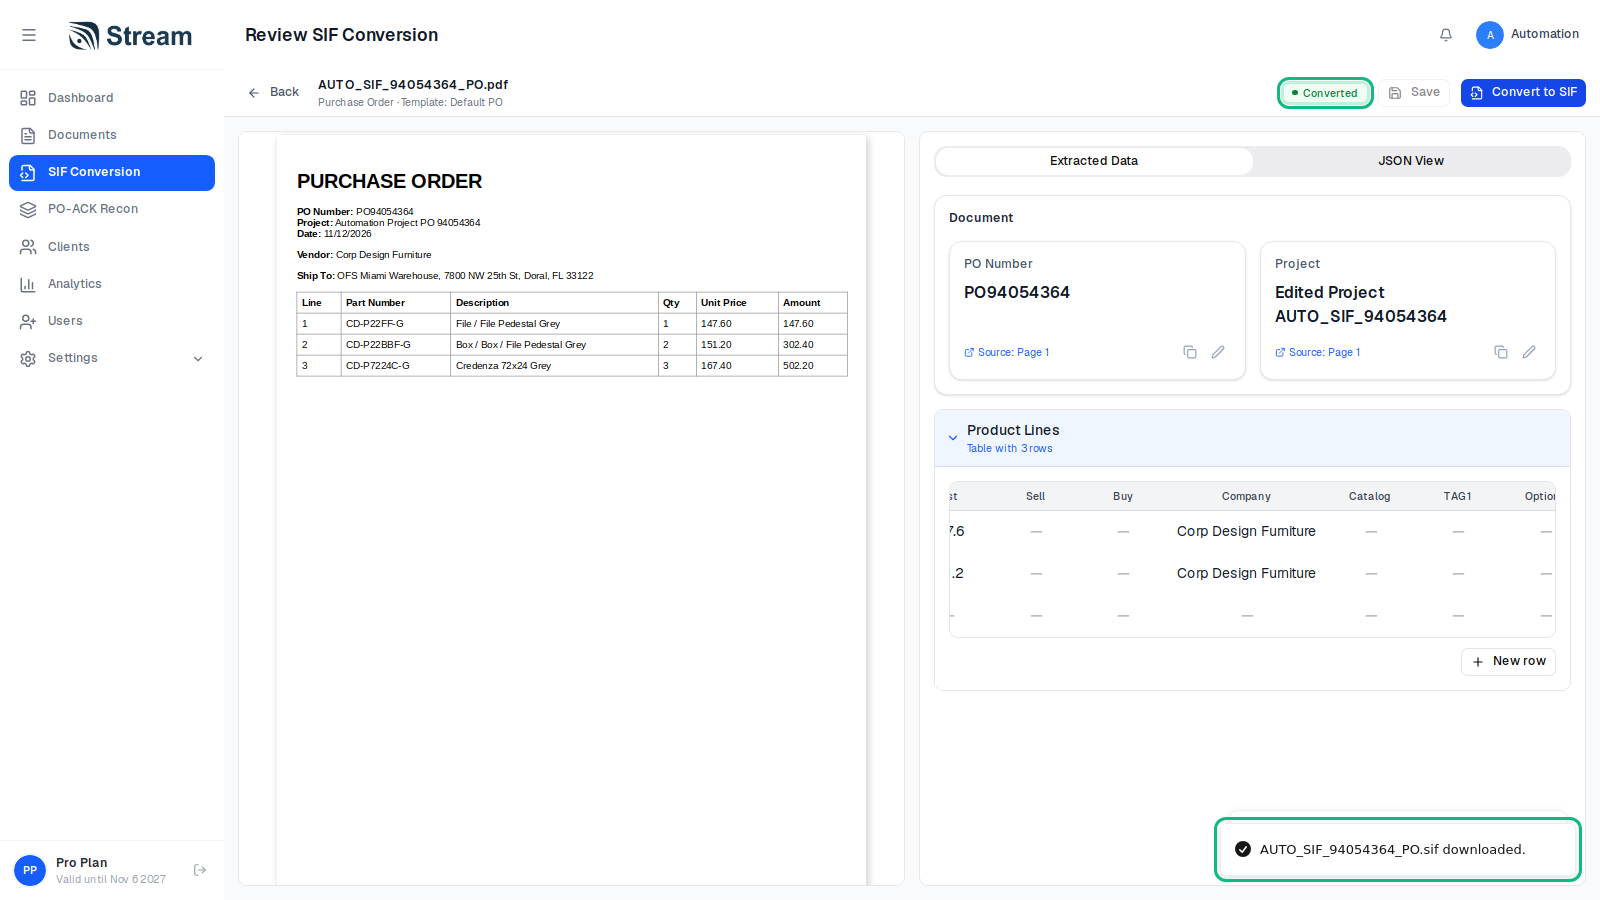 Stream
Review SIF Conversion
A
Automation
Dashboard
Documents
SIF Conversion
PO-ACK Recon
Clients
Analytics
Users
Settings
PP
Pro Plan
Valid until Nov 6 2027
Back
AUTO_SIF_94054364_PO.pdf
Purchase Order · Template: Default PO
Converted
Save
Convert to SIF
PURCHASE ORDER
PO Number: PO94054364
Project: Automation Project PO 94054364
Date: 11/12/2026
Vendor: Corp Design Furniture
Ship To: OFS Miami Warehouse, 7800 NW 25th St, Doral, FL 33122
Line Part Number Description Qty Unit Price Amount
1 CD-P22FF-G File / File Pedestal Grey 1 147.60 147.60
2 CD-P22BBF-G Box / Box / File Pedestal Grey 2 151.20 302.40
3 CD-P7224C-G Credenza 72x24 Grey 3 167.40 502.20
Extracted Data
JSON View
Document
PO Number
PO94054364
Source: Page 1
Project
Edited Project
AUTO_SIF_94054364
Source: Page 1
Product Lines
Table with 3 rows
st Sell Buy Company Catalog TAG1 Option
7.6 — — Corp Design Furniture — — —
.2 — — Corp Design Furniture — — —
— — — — — — —
New row
AUTO_SIF_94054364_PO.sif downloaded.